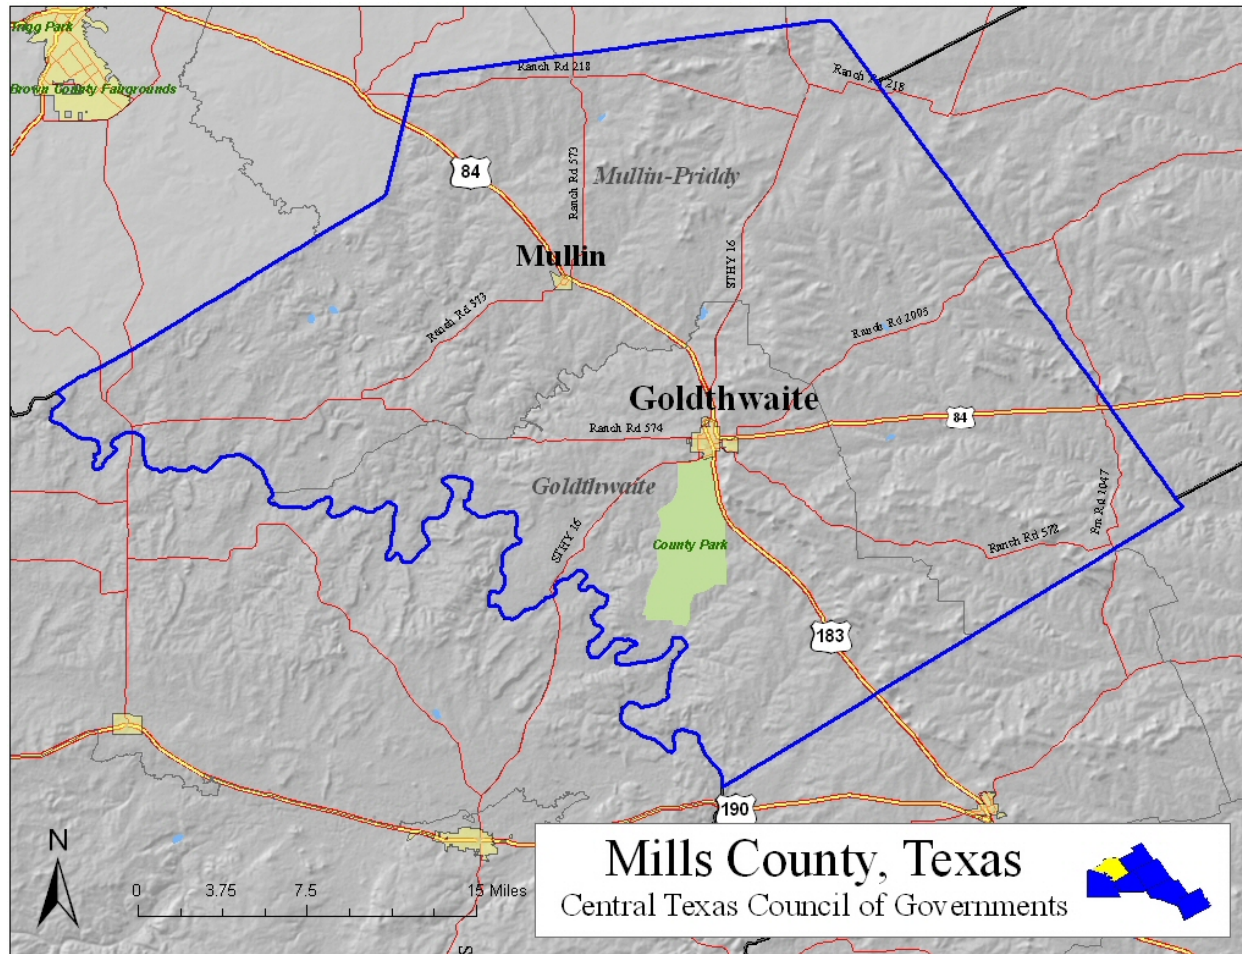 Trigg Park
Brown County Fairgrounds
Ranch Rd 218
Ranch Rd 218
84
Ranch Rd 573
Mullin-Priddy
Mullin
STHY 16
Ranch Rd 573
Ranch Rd 2005
Goldthwaite
84
Ranch Rd 574
Goldthwaite
STHY 16
County Park
Ranch Rd 572
Fm Rd 1047
183
190
N
0 3.75 7.5 15 Miles
S
Mills County, Texas
Central Texas Council of Governments